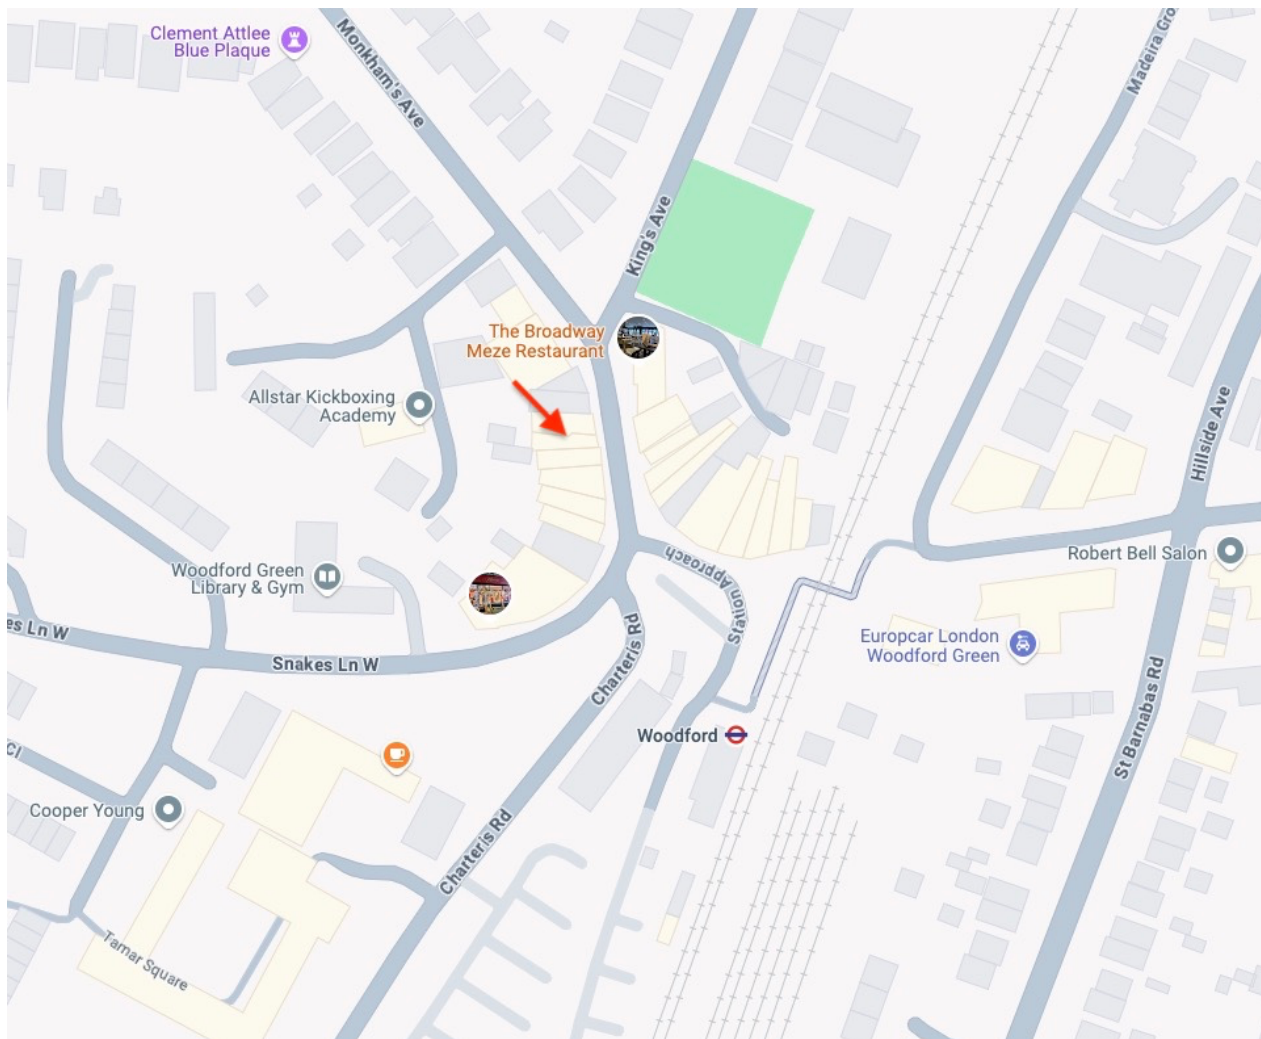 Clement Attlee
Blue Plaque
Monkham's Ave
Madeira Gro
King's Ave
The Broadway
Meze Restaurant
Allstar Kickboxing
Academy
Hillside Ave
Station Approach
Robert Bell Salon
Woodford Green
Library & Gym
es Ln W
Snakes Ln W
Charteris Rd
Europcar London
Woodford Green
St Barnabas Rd
Woodford
Cl
Cooper Young
Charteris Rd
Tamar Square